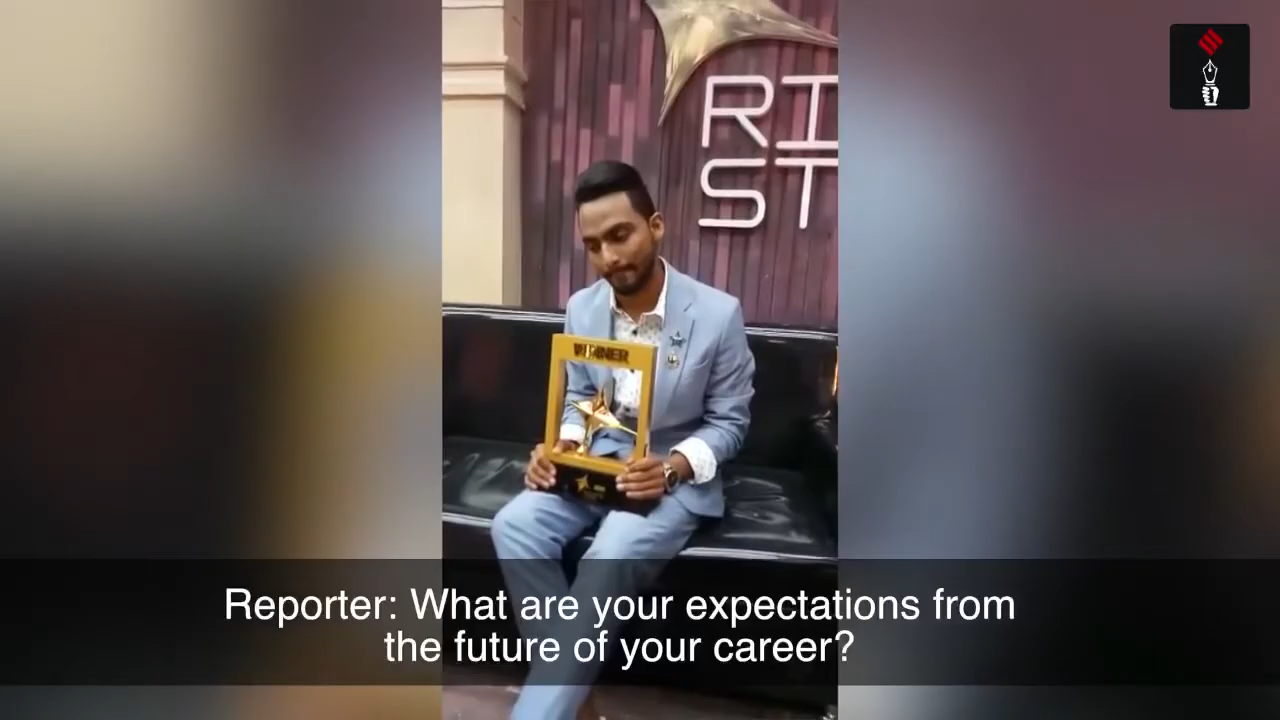 RI
ST
WINNER
Reporter: What are your expectations from
the future of your career?